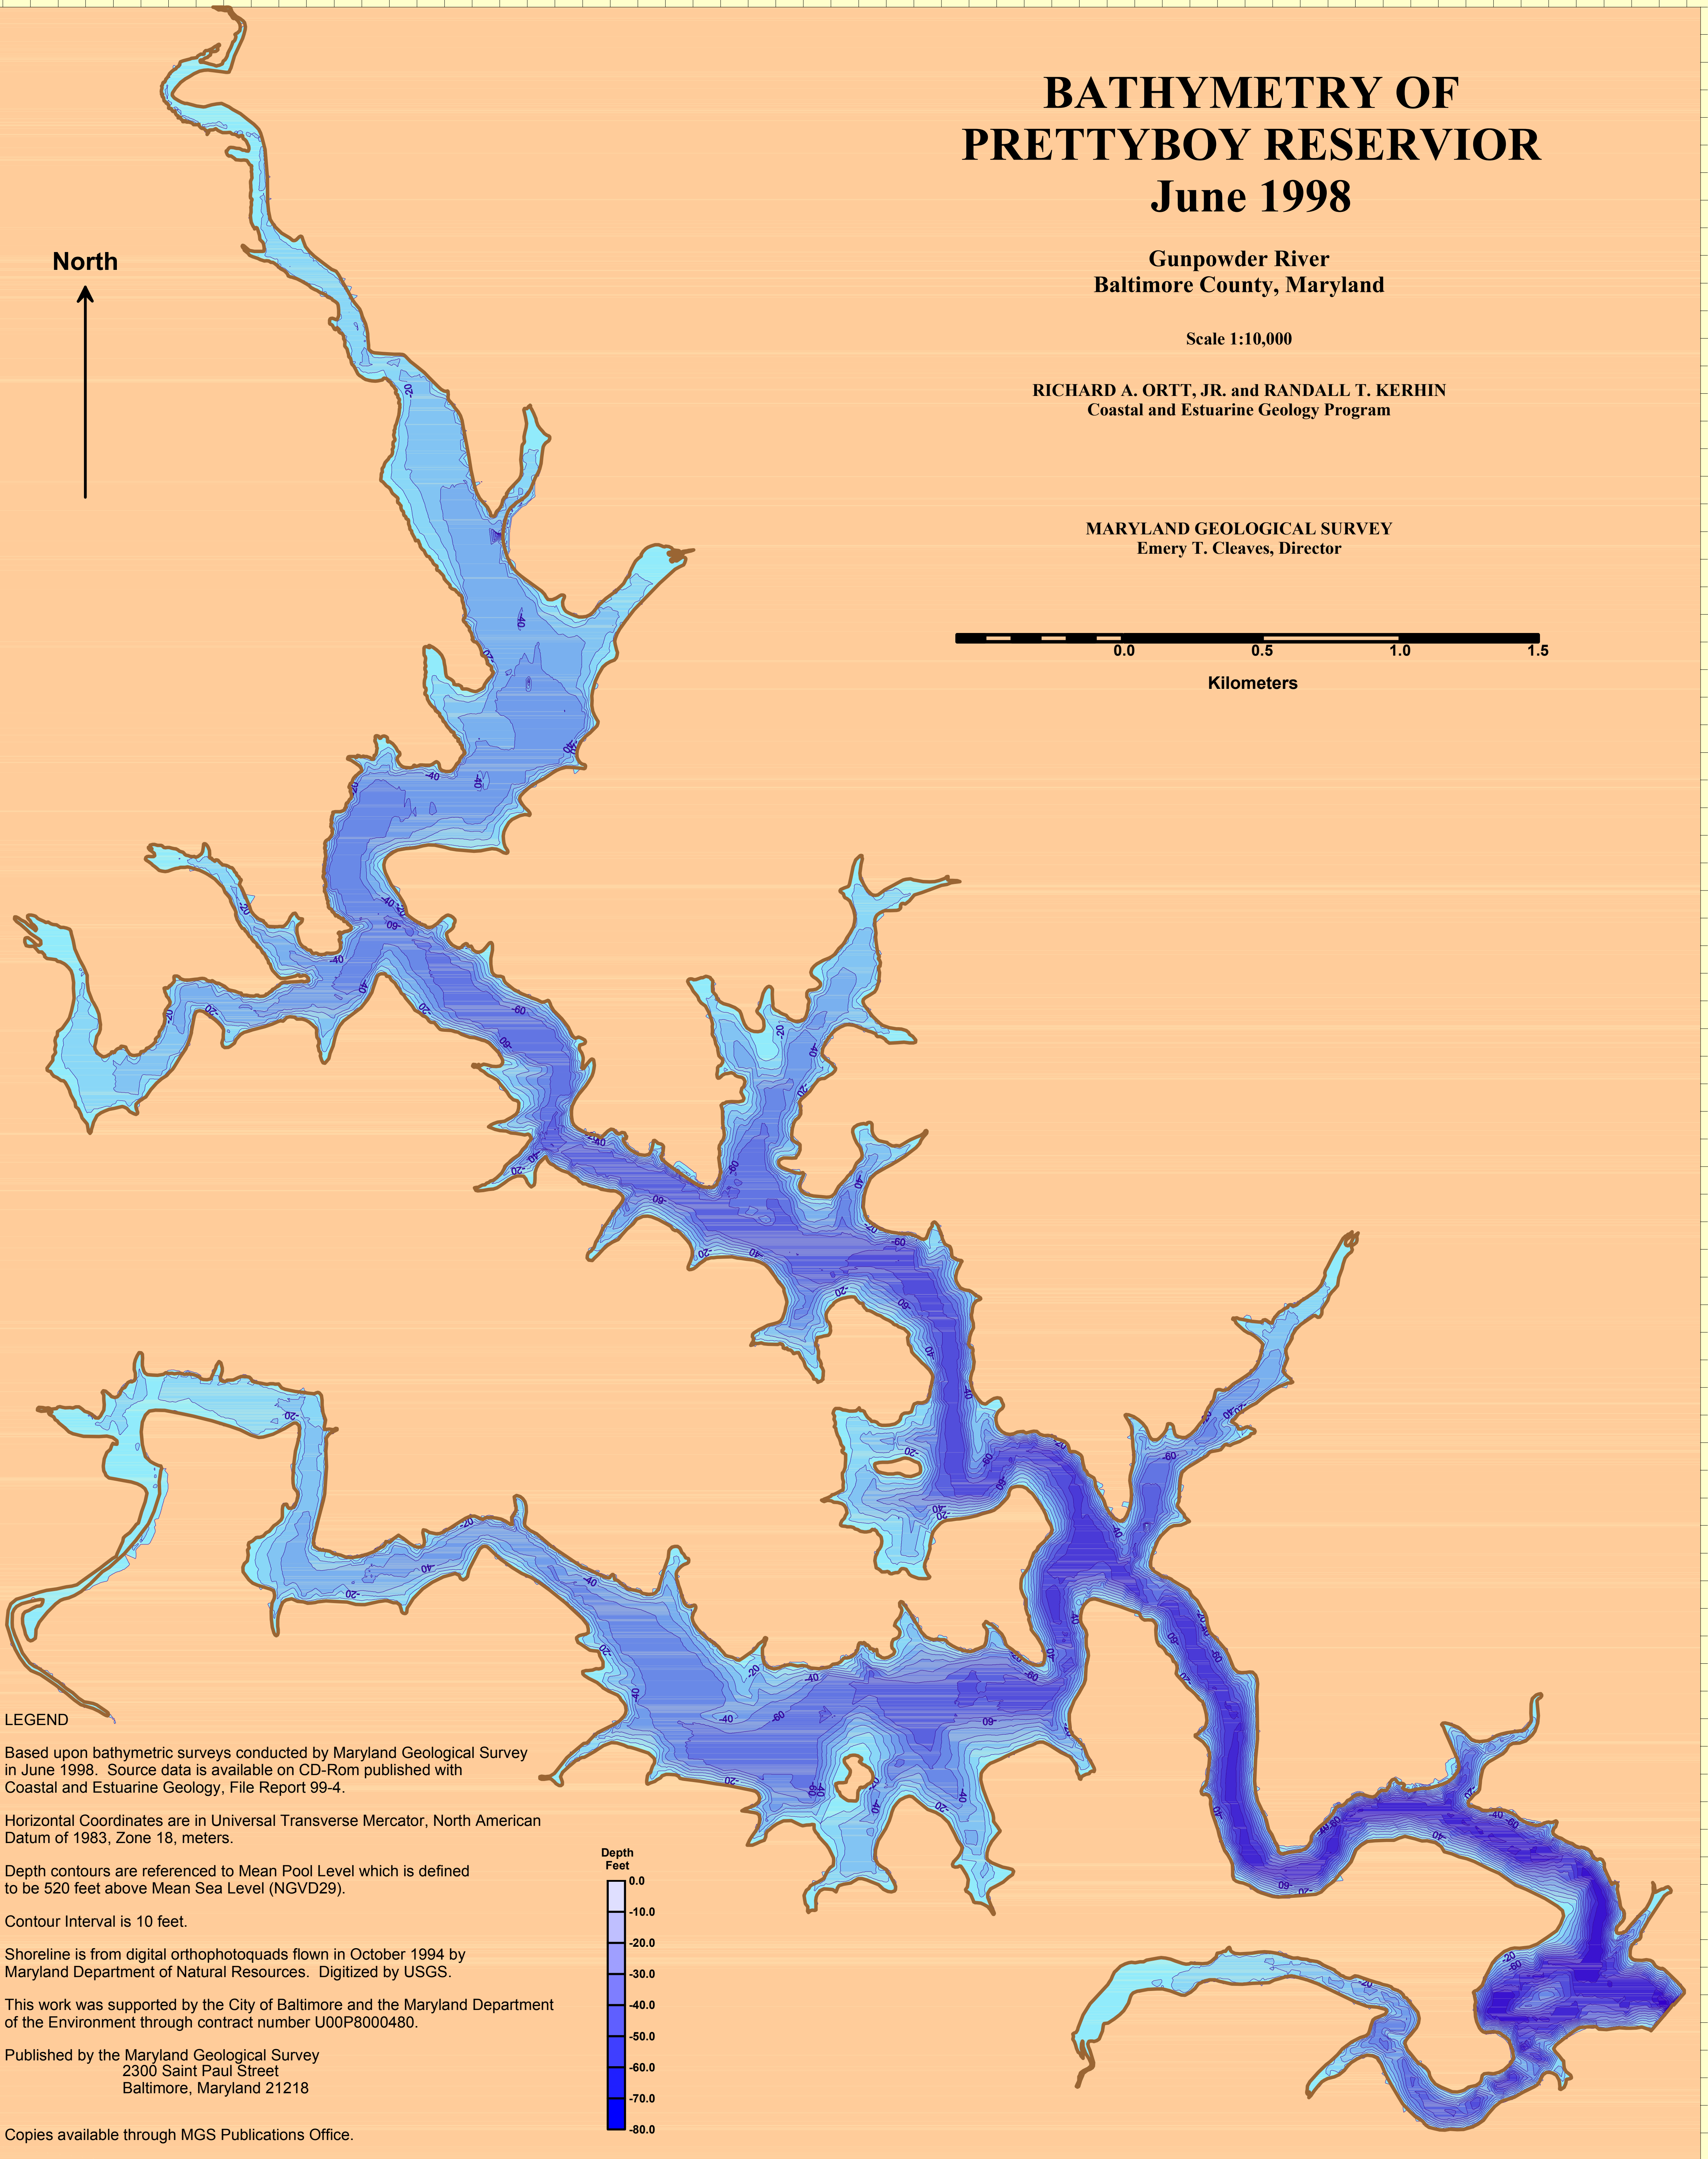 BATHYMETRY OF
PRETTYBOY RESERVIOR
June 1998
Gunpowder River
Baltimore County, Maryland
Scale 1:10,000
RICHARD A. ORTT, JR. and RANDALL T. KERHIN
Coastal and Estuarine Geology Program
MARYLAND GEOLOGICAL SURVEY
Emery T. Cleaves, Director
0.0 0.5 1.0 1.5
Kilometers
North
LEGEND
Based upon bathymetric surveys conducted by Maryland Geological Survey
in June 1998. Source data is available on CD-Rom published with
Coastal and Estuarine Geology, File Report 99-4.
Horizontal Coordinates are in Universal Transverse Mercator, North American
Datum of 1983, Zone 18, meters.
Depth contours are referenced to Mean Pool Level which is defined
to be 520 feet above Mean Sea Level (NGVD29).
Contour Interval is 10 feet.
Shoreline is from digital orthophotoquads flown in October 1994 by
Maryland Department of Natural Resources. Digitized by USGS.
This work was supported by the City of Baltimore and the Maryland Department
of the Environment through contract number U00P8000480.
Published by the Maryland Geological Survey
2300 Saint Paul Street
Baltimore, Maryland 21218
Copies available through MGS Publications Office.
Depth
Feet
0.0
-10.0
-20.0
-30.0
-40.0
-50.0
-60.0
-70.0
-80.0